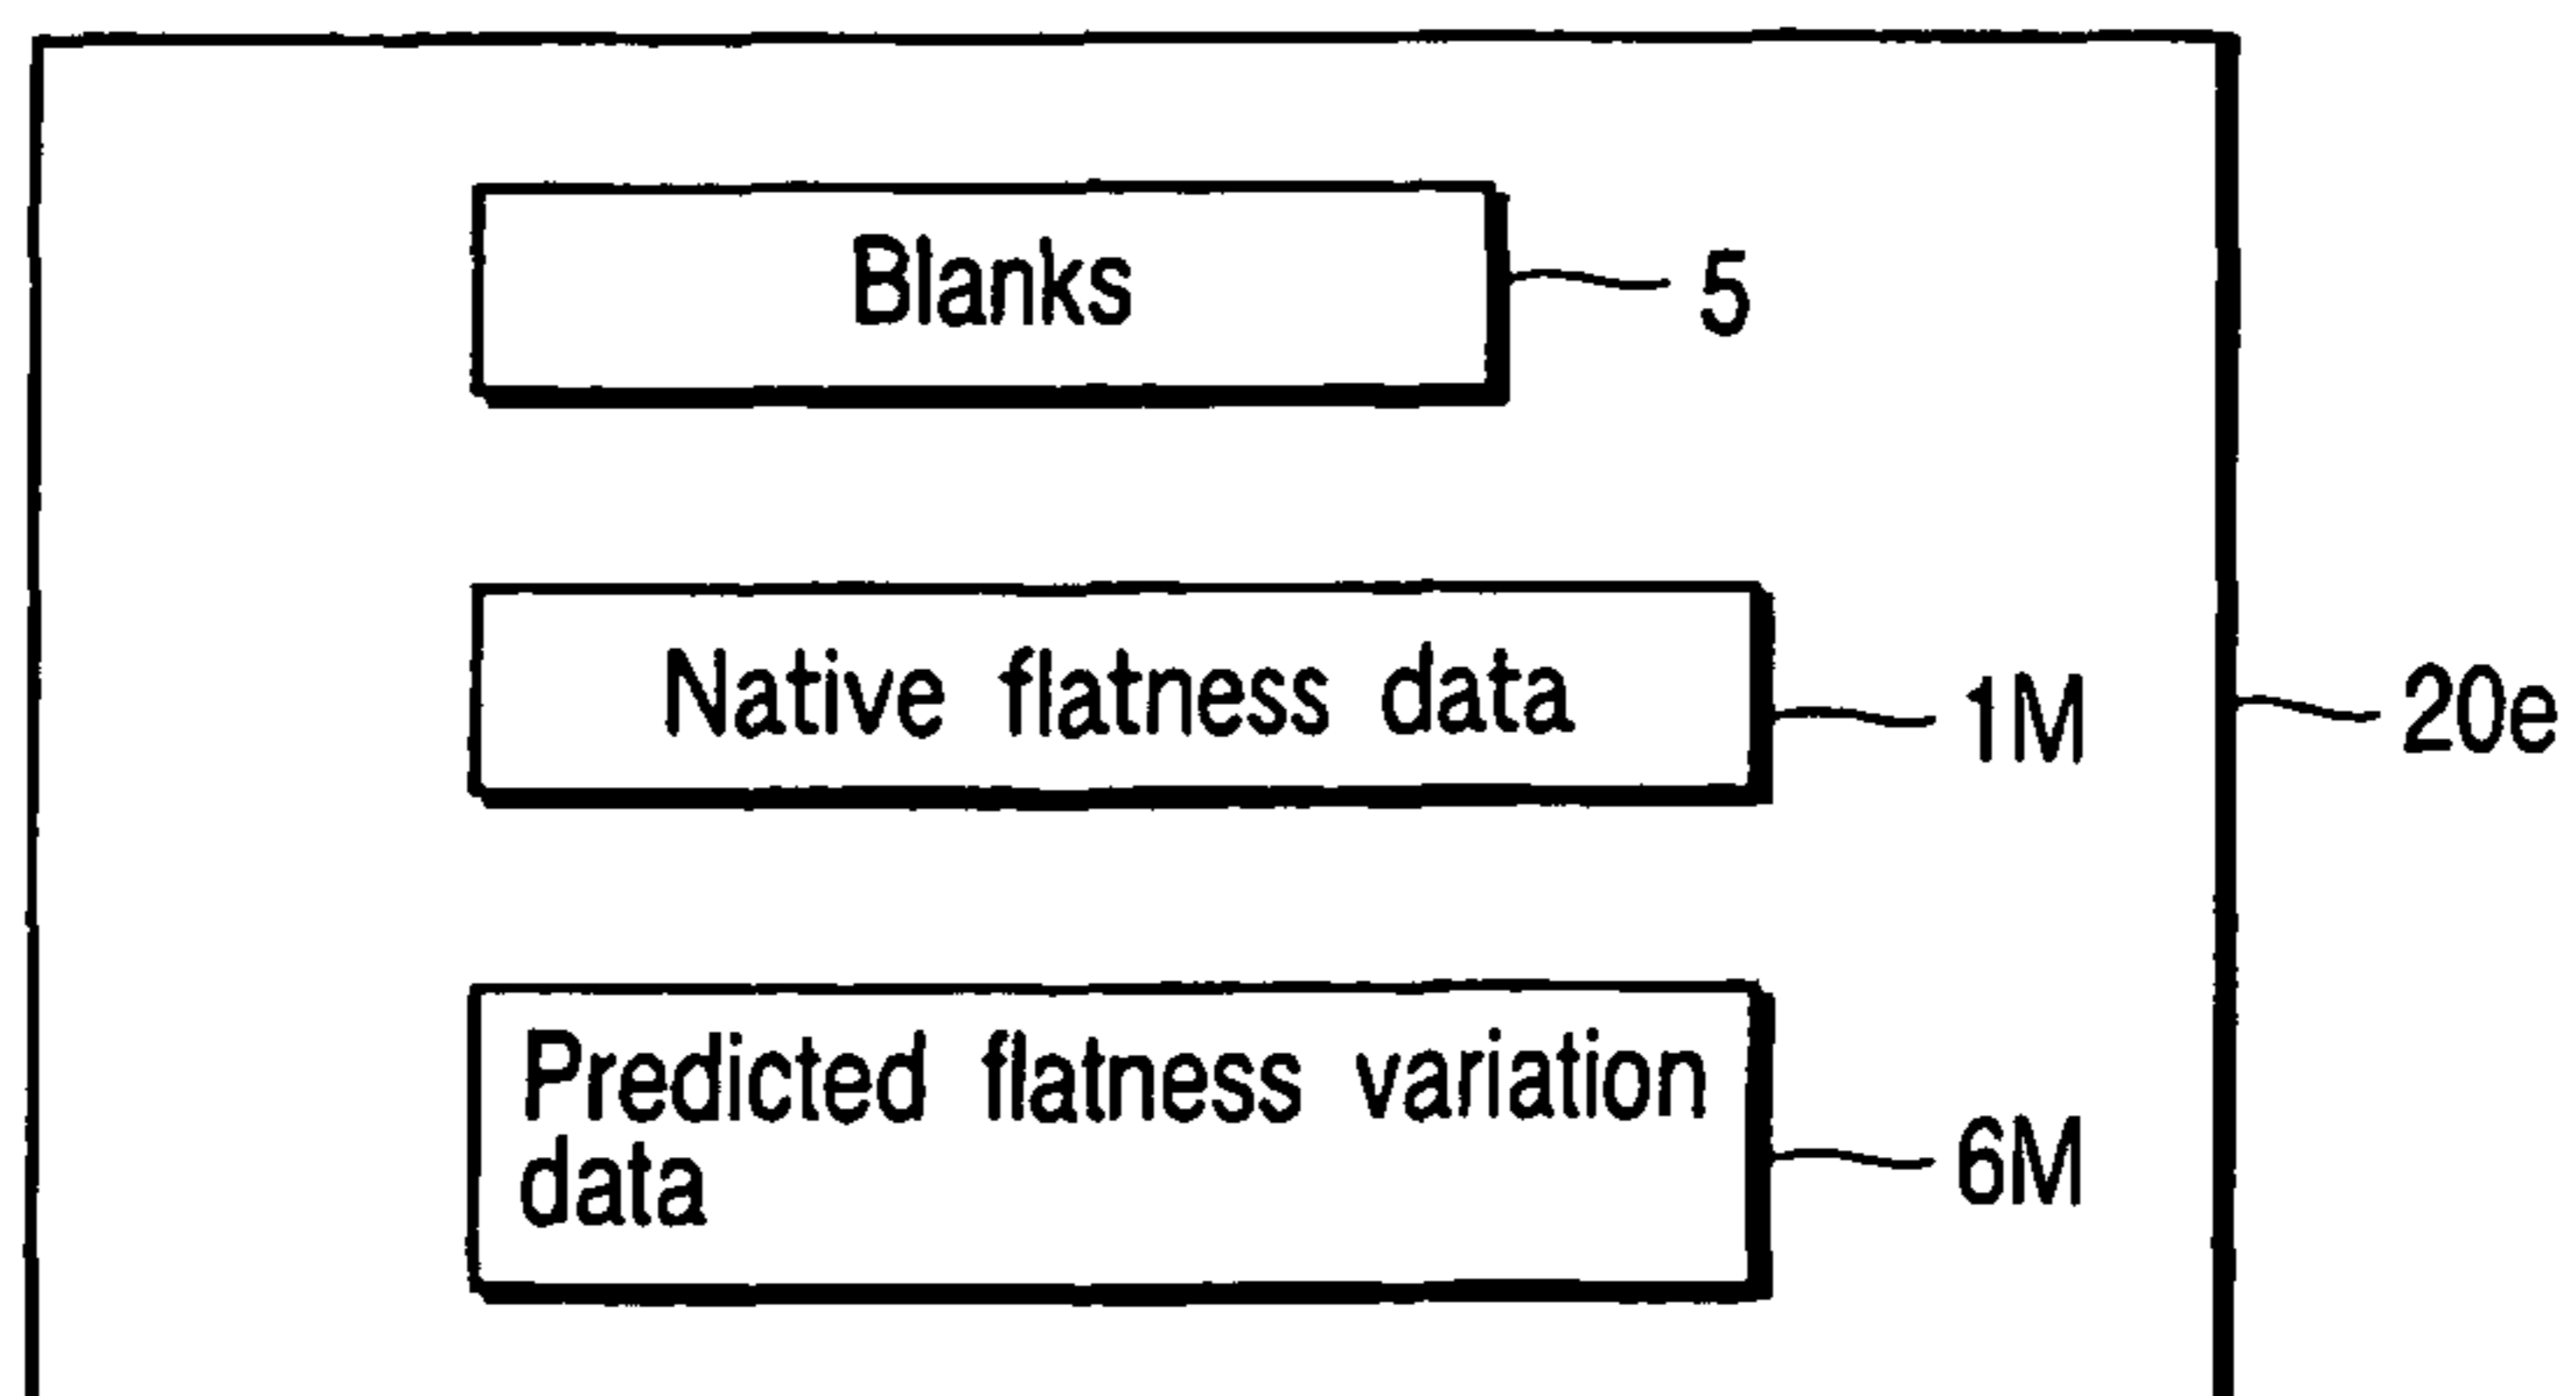 Blanks
5
Native flatness data
1M
20e
Predicted flatness variation
data
6M